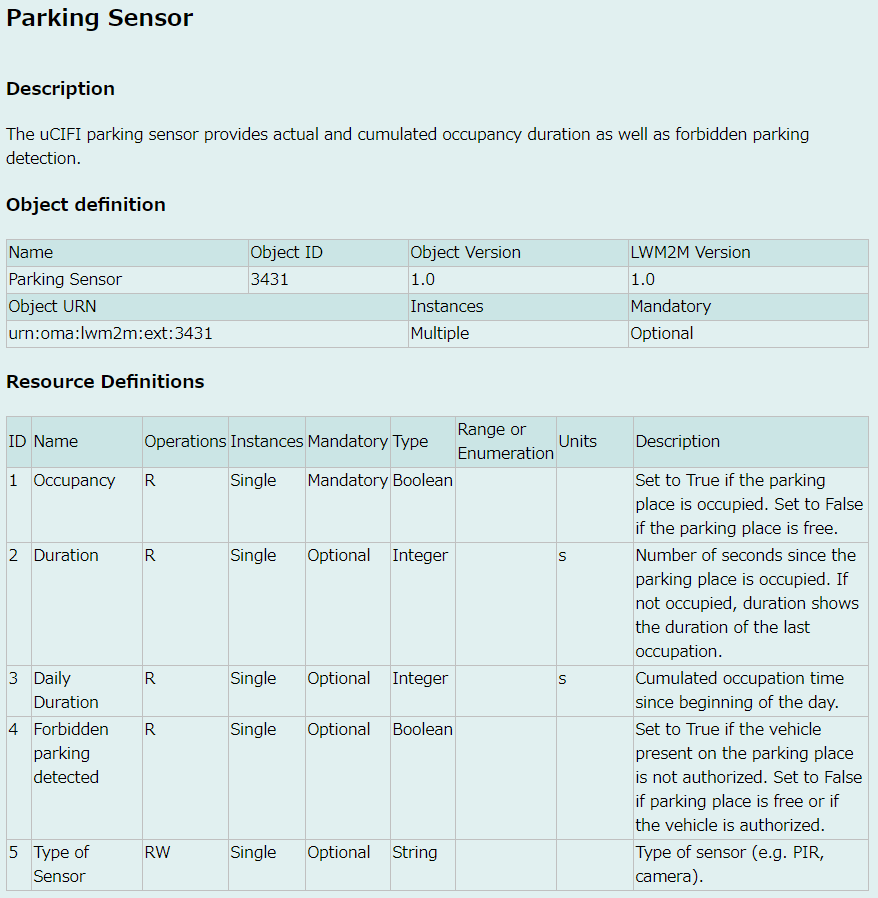 Parking Sensor
Description
The uCIFI parking sensor provides actual and cumulated occupancy duration as well as forbidden parking
detection.
Object definition
Name Object ID Object Version LWM2M Version
Parking Sensor 3431 1.0 1.0
Object URN Instances Mandatory
urn:oma:lwm2m:ext:3431 Multiple Optional
Resource Definitions
ID Name Operations Instances Mandatory Type Range or Enumeration Units Description
1 Occupancy R Single Mandatory Boolean Set to True if the parking
place is occupied. Set to False
if the parking place is free.
2 Duration R Single Optional Integer s Number of seconds since the
parking place is occupied. If
not occupied, duration shows
the duration of the last
occupation.
3 Daily Duration R Single Optional Integer s Cumulated occupation time
since beginning of the day.
4 Forbidden parking detected R Single Optional Boolean Set to True if the vehicle
present on the parking place
is not authorized. Set to False
if parking place is free or if
the vehicle is authorized.
5 Type of Sensor RW Single Optional String Type of sensor (e.g. PIR,
camera).